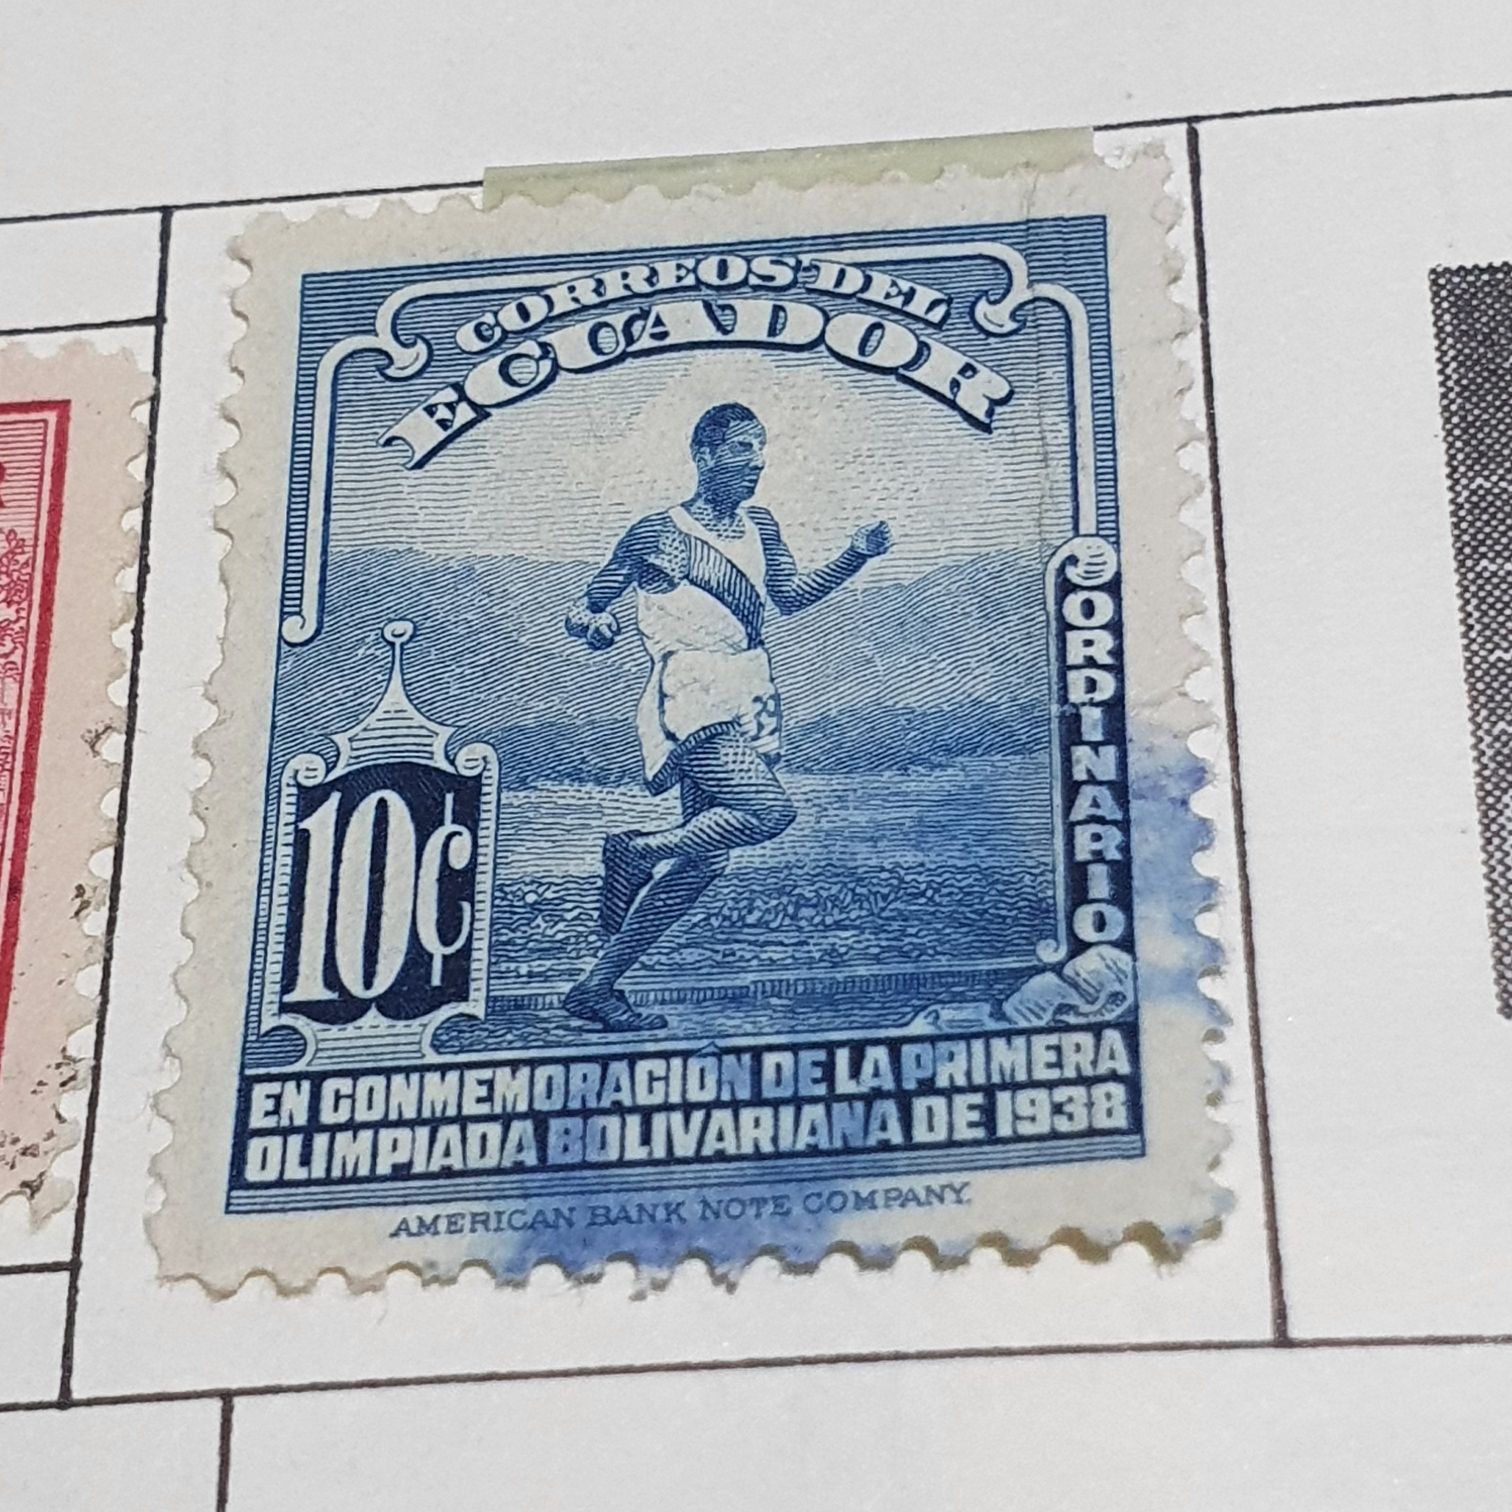 CORREOS DEL
ECUADOR
ORDINARIO
10¢
EN CONMEMORACIÓN DE LA PRIMERA
OLIMPIADA BOLIVARIANA DE 1938
AMERICAN BANK NOTE COMPANY.